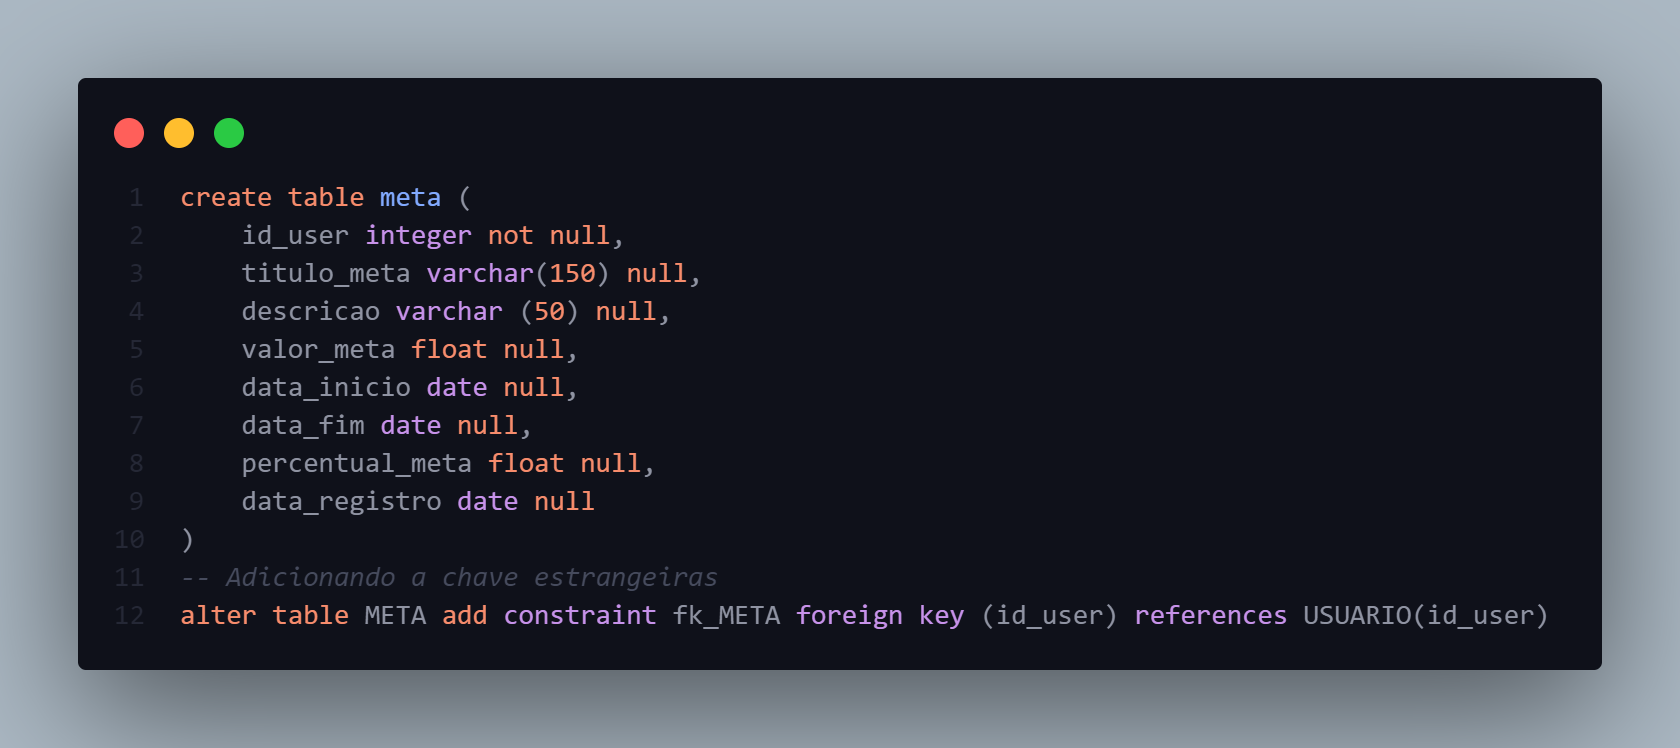 1 create table meta (
2 id_user integer not null,
3 titulo_meta varchar(150) null,
4 descricao varchar (50) null,
5 valor_meta float null,
6 data_inicio date null,
7 data_fim date null,
8 percentual_meta float null,
9 data_registro date null
10 )
11 -- Adicionando a chave estrangeiras
12 alter table META add constraint fk_META foreign key (id_user) references USUARIO(id_user)